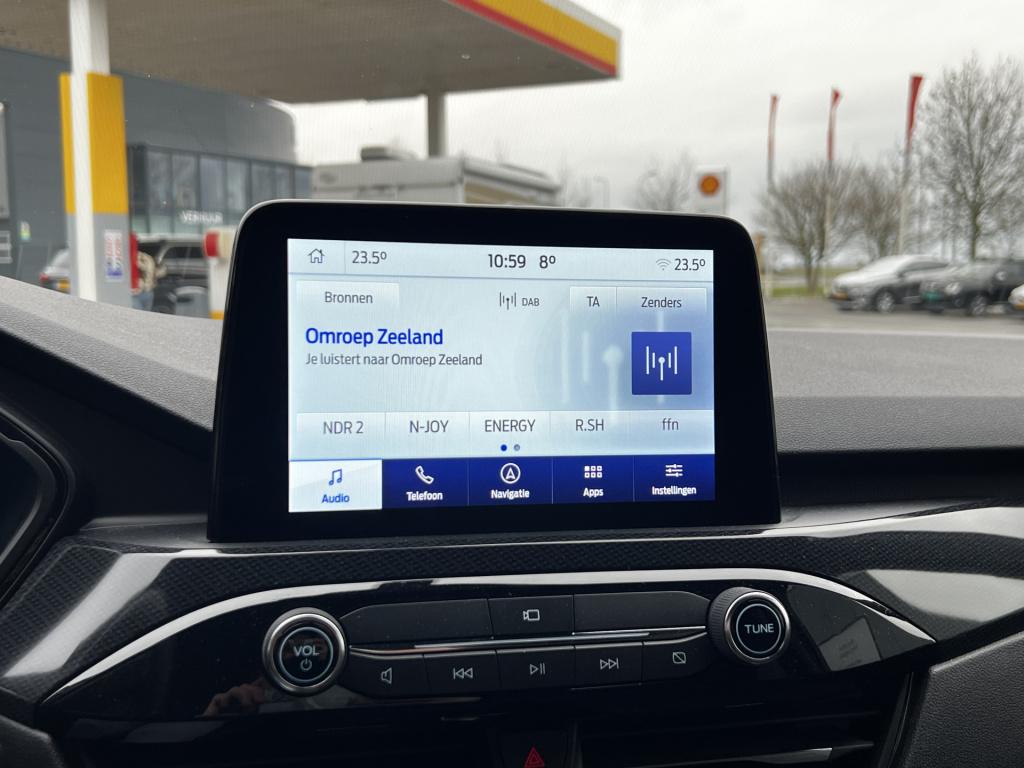 VERHUUR
23.5°
10:59 8°
23.5°
Bronnen
DAB
TA
Zenders
Omroep Zeeland
Je luistert naar Omroep Zeeland
NDR 2
N-JOY
ENERGY
R.SH
ffn
Audio
Telefoon
Navigatie
Apps
Instellingen
VOL
TUNE